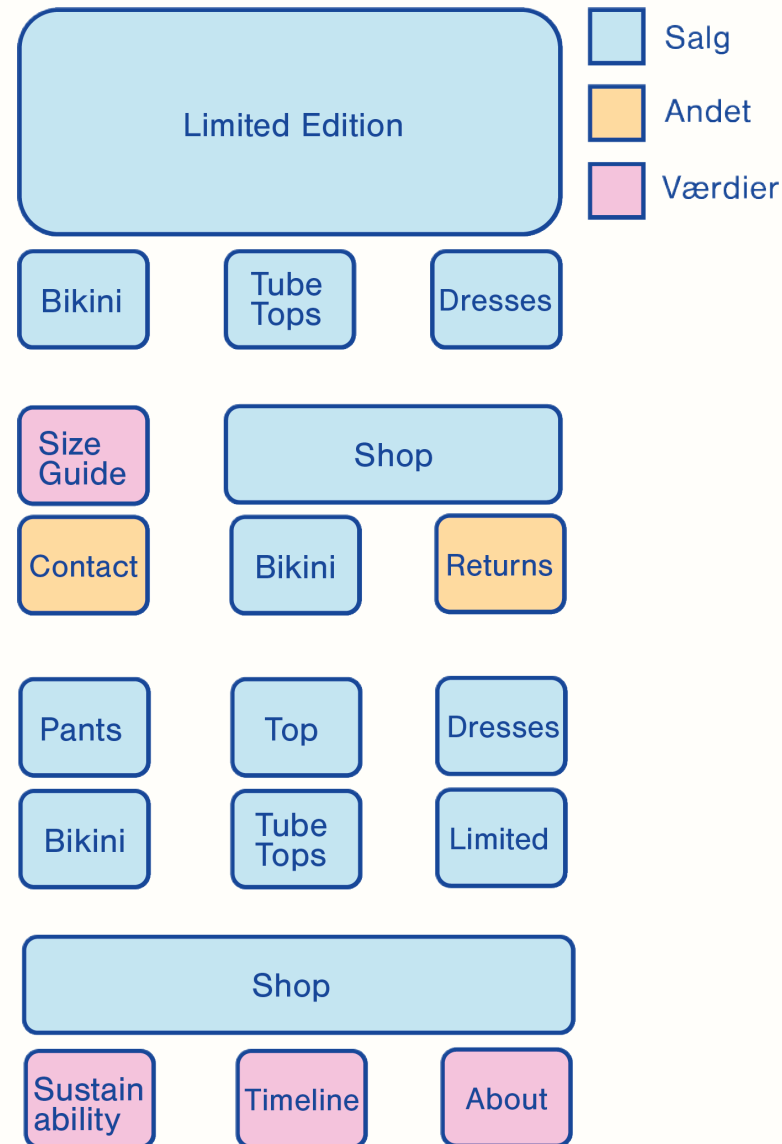 Limited Edition
Salg
Andet
Værdier
Bikini
Tube
Tops
Dresses
Size
Guide
Shop
Contact
Bikini
Returns
Pants
Top
Dresses
Bikini
Tube
Tops
Limited
Shop
Sustain
ability
Timeline
About